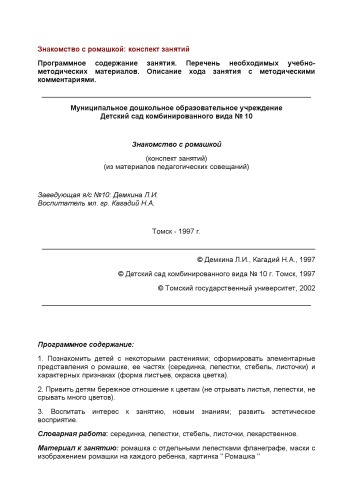 Знакомство с ромашкой: конспект занятий
Программное содержание занятия. Перечень необходимых учебно-
методических материалов. Описание хода занятия с методическими
комментариями.
Муниципальное дошкольное образовательное учреждение
Детский сад комбинированного вида № 10
Знакомство с ромашкой
(конспект занятий)
(из материалов педагогических совещаний)
Заведующая я/с №10: Демкина Л.И.
Воспитатель мл. гр. Кагадий Н.А.
Томск - 1997 г.
© Демкина Л.И., Кагадий Н.А., 1997
© Детский сад комбинированного вида № 10 г. Томск, 1997
© Томский государственный университет, 2002
Программное содержание:
1. Познакомить детей с некоторыми растениями; сформировать элементарные
представления о ромашке, ее частях (серединка, лепестки, стебель, листочки) и
характерных признаках (форма листьев, окраска цветка).
2. Привить детям бережное отношение к цветам (не отрывать листья, лепестки, не
срывать много цветов).
3. Воспитать интерес к занятию, новым знаниям; развить эстетическое
восприятие.
Словарная работа: серединка, лепестки, стебель, листочки, лекарственное.
Материал к занятию: ромашка с отдельными лепестками фланеграфе, маски с
изображением ромашки на каждого ребенка, картинка " Ромашка "